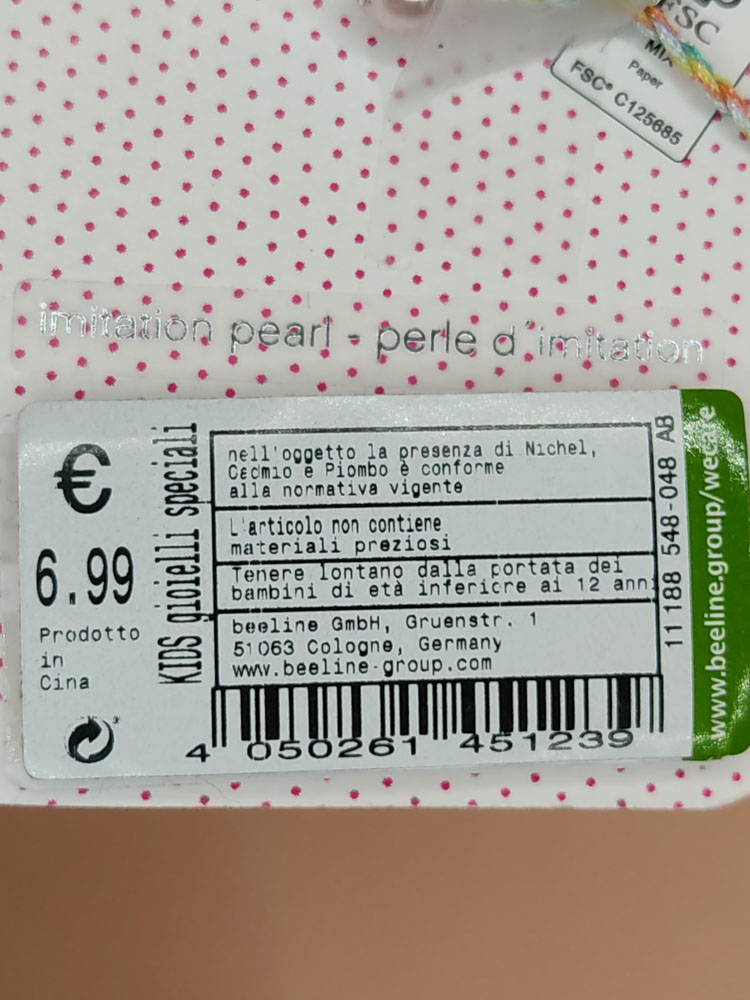 FSC
MIX
Paper
FSC® C125685
imitation pearl - perle d'imitation
€
6.99
Prodotto
in
Cina
KIDS gioielli speciali
nell'oggetto la presenza di Nichel,
Cadmio e Piombo è conforme
alla normativa vigente
L'articolo non contiene
materiali preziosi
Tenere lontano dalla portata dei
bambini di età inferiore ai 12 anni
beeline GmbH, Gruenstr. 1
51063 Cologne, Germany
www.beeline-group.com
4 050261 451239
11188 548-048 AB
www.beeline.group/wecare